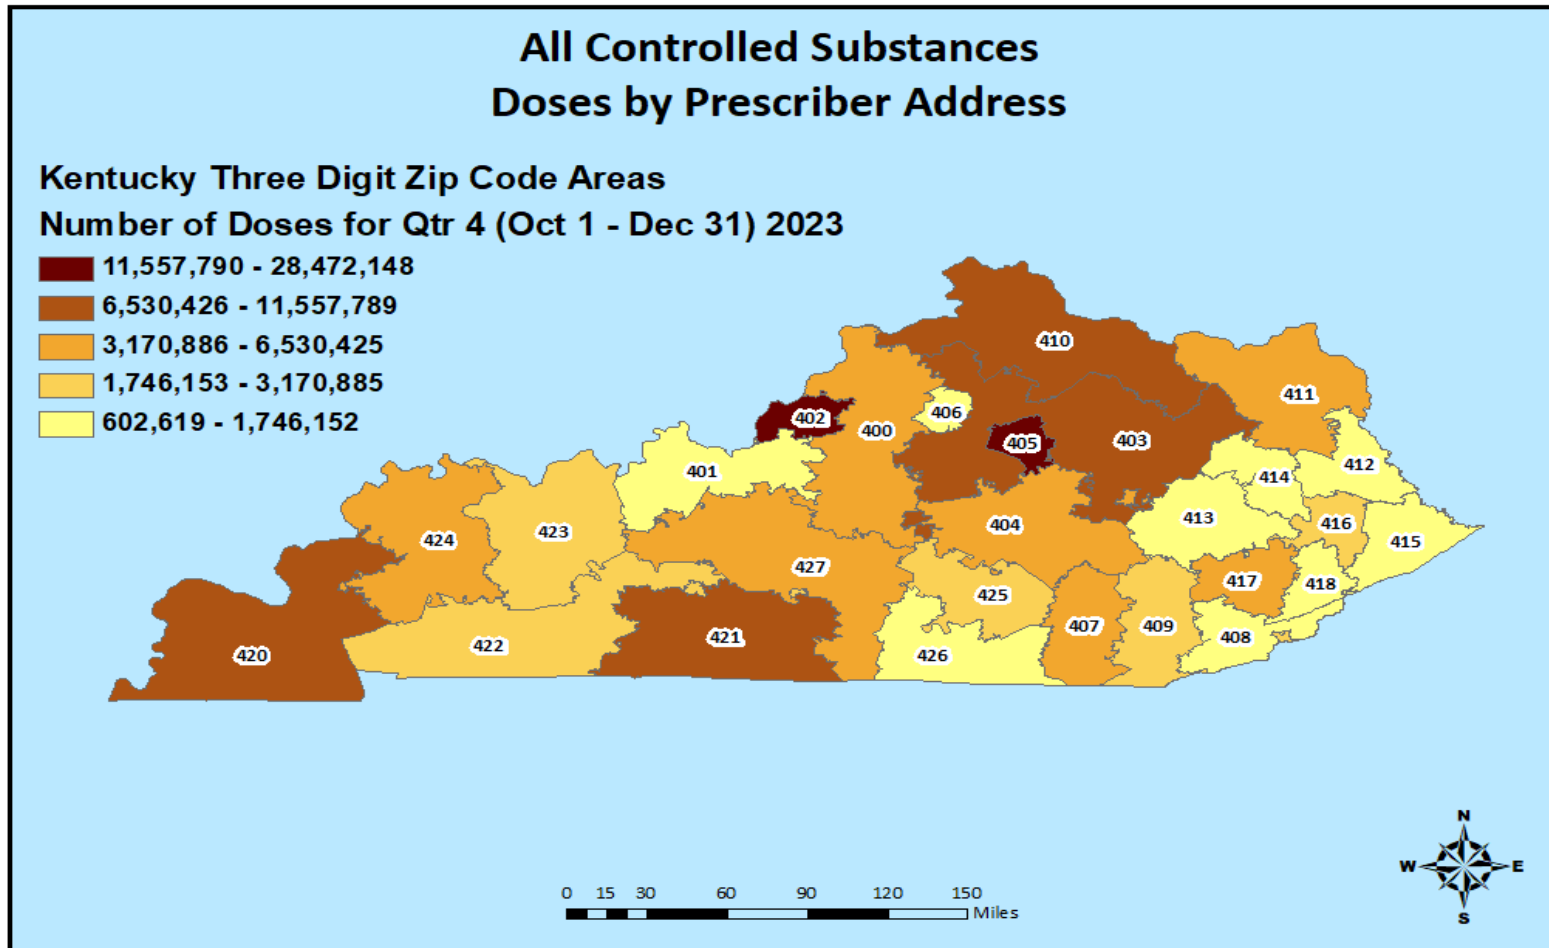 All Controlled Substances
Doses by Prescriber Address
Kentucky Three Digit Zip Code Areas
Number of Doses for Qtr 4 (Oct 1 - Dec 31) 2023
11,557,790 - 28,472,148
6,530,426 - 11,557,789
3,170,886 - 6,530,425
1,746,153 - 3,170,885
602,619 - 1,746,152
410
411
402
406
400
405
403
401
412
414
413
416
415
404
424
423
427
417
418
425
407
409
408
420
422
421
426
N
W E
S
0 15 30 60 90 120 150
Miles